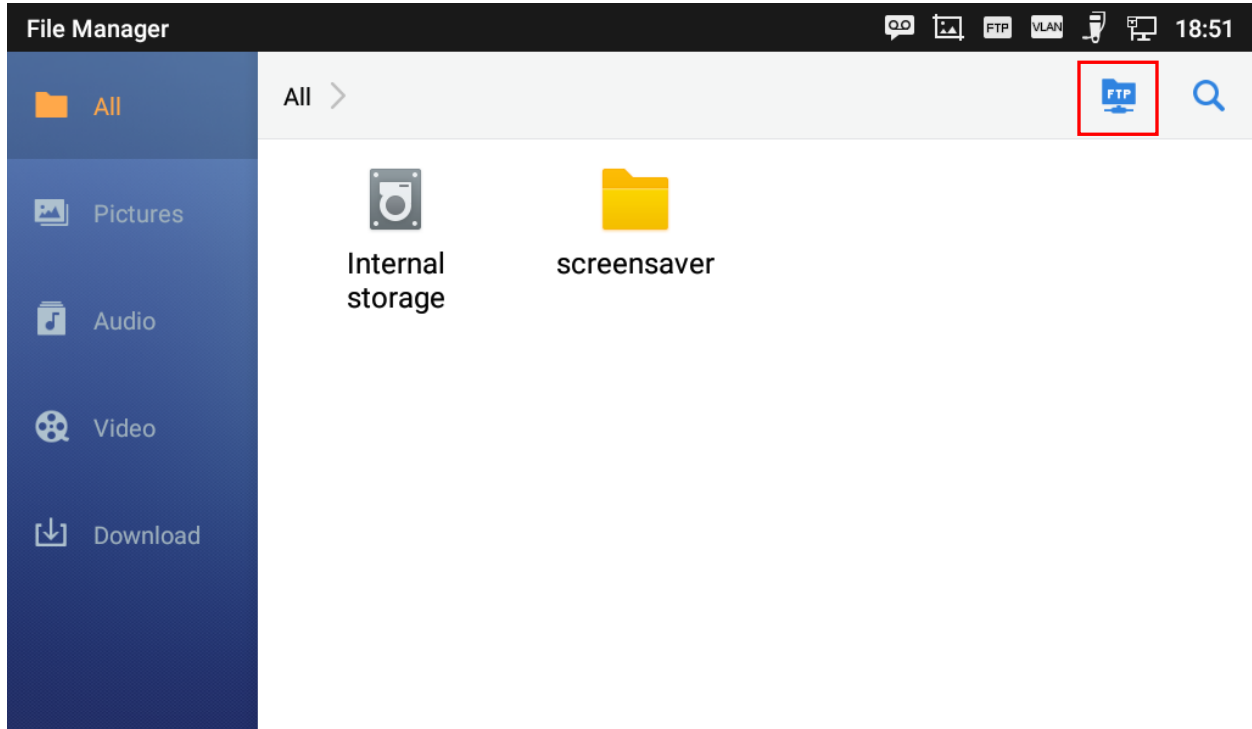 File Manager
FTP
VLAN
18:51
All
All
FTP
Pictures
Internal
storage
screensaver
Audio
Video
Download